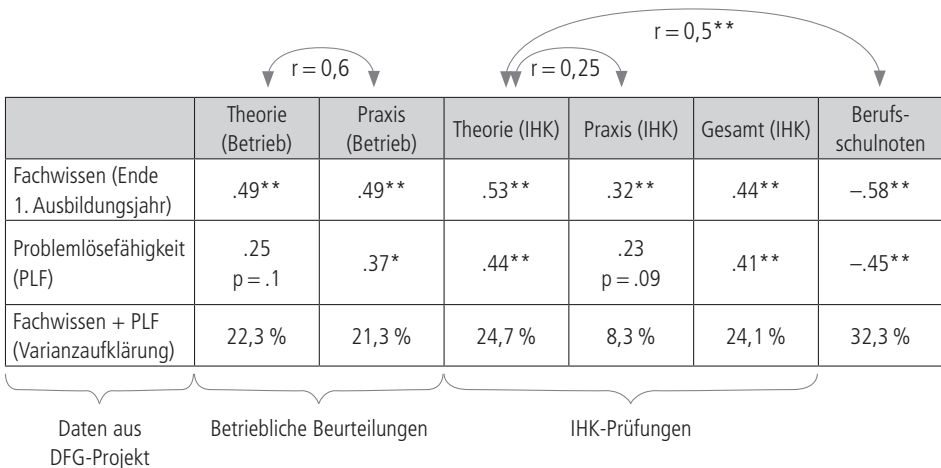 r = 0,5**
r = 0,6
r = 0,25
Theorie (Betrieb)
Praxis (Betrieb)
Theorie (IHK)
Praxis (IHK)
Gesamt (IHK)
Berufs-
schulnoten
Fachwissen (Ende
1. Ausbildungsjahr)
.49**
.49**
.53**
.32**
.44**
–.58**
Problemlösefähigkeit
(PLF)
.25
p = .1
.37*
.44**
.23
p = .09
.41**
–.45**
Fachwissen + PLF
(Varianzaufklärung)
22,3 %
21,3 %
24,7 %
8,3 %
24,1 %
32,3 %
Daten aus
DFG-Projekt
Betriebliche Beurteilungen
IHK-Prüfungen